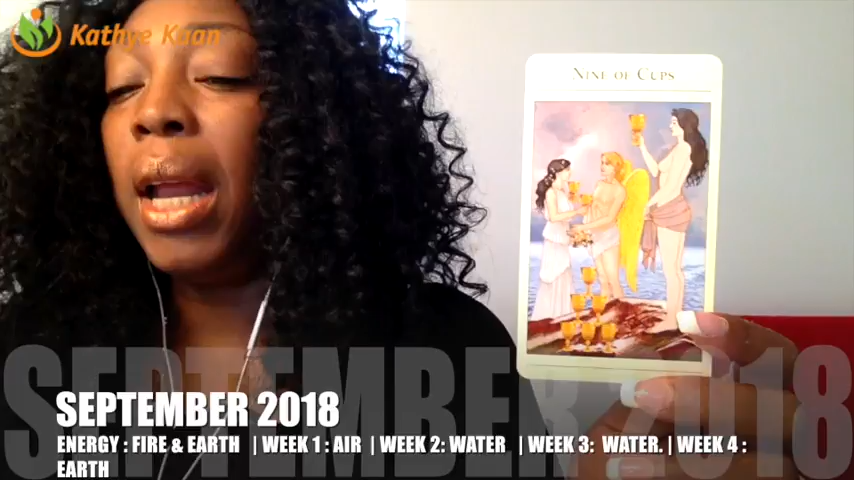 Kathye Kuan
NINE OF CUPS
SEPTEMBER 2018
SEPTEMBER 2018
ENERGY : FIRE & EARTH | WEEK 1 : AIR | WEEK 2: WATER | WEEK 3: WATER. | WEEK 4 :
EARTH